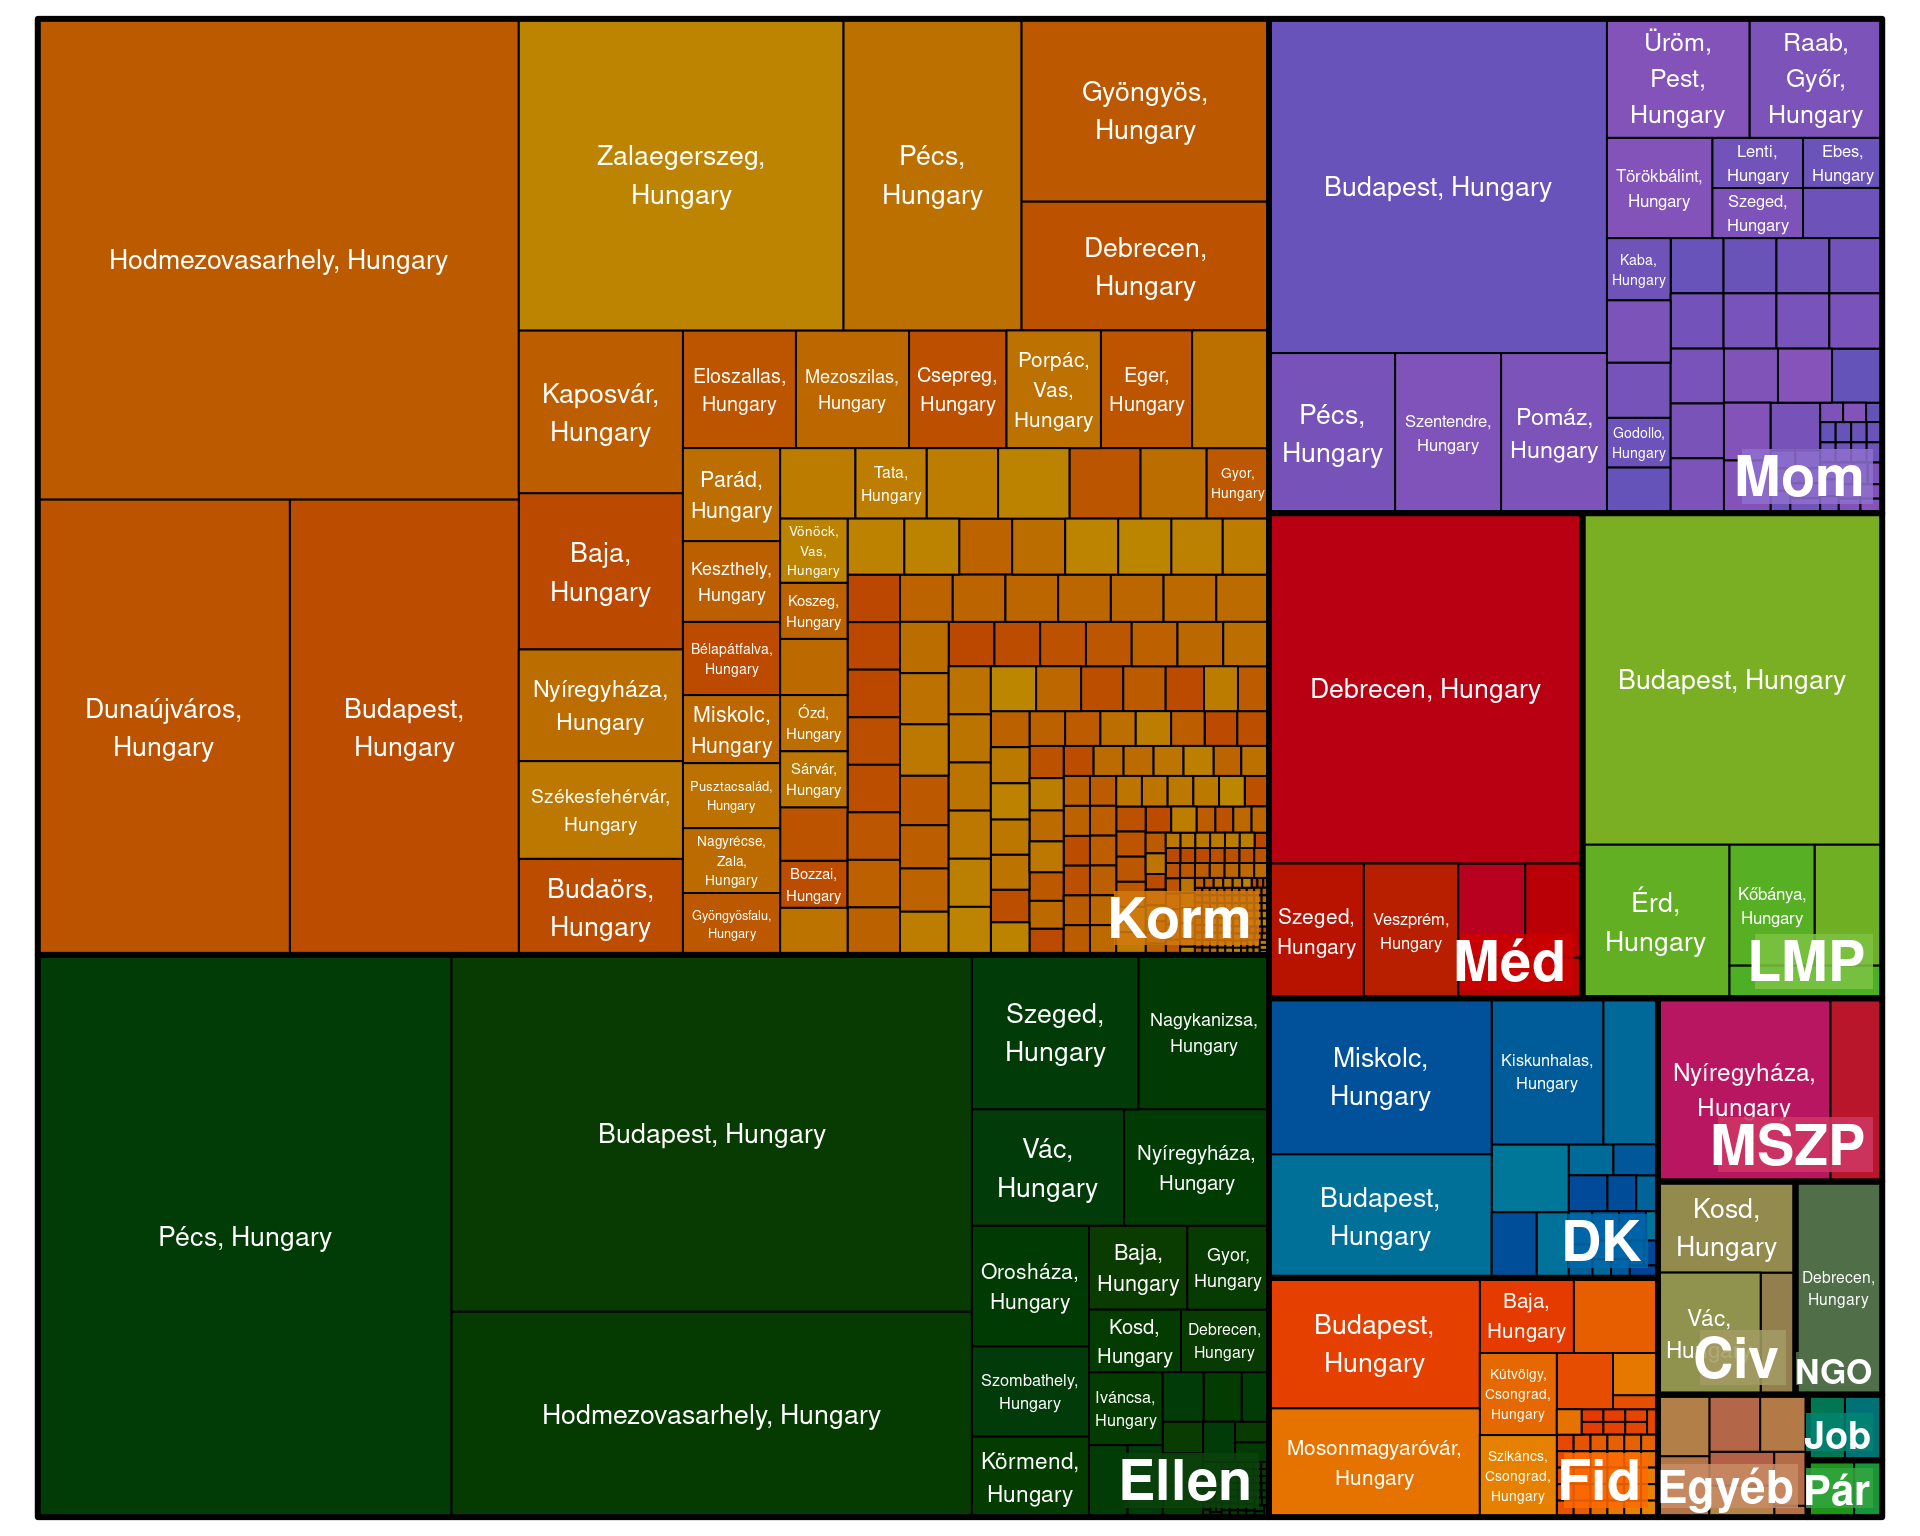 Hodmezovasarhely, Hungary
Dunaújváros,
Hungary
Budapest,
Hungary
Zalaegerszeg,
Hungary
Pécs,
Hungary
Gyöngyös,
Hungary
Debrecen,
Hungary
Kaposvár,
Hungary
Baja,
Hungary
Nyíregyháza,
Hungary
Székesfehérvár,
Hungary
Budaörs,
Hungary
Eloszallas,
Hungary
Mezoszilas,
Hungary
Csepreg,
Hungary
Porpác,
Vas,
Hungary
Eger,
Hungary
Parád,
Hungary
Keszthely,
Hungary
Bélapátfalva,
Hungary
Miskolc,
Hungary
Pusztacsalád,
Hungary
Nagyrécse,
Zala,
Hungary
Gyöngyösfalu,
Hungary
Tata,
Hungary
Gyor,
Hungary
Vönöck,
Vas,
Hungary
Koszeg,
Hungary
Ózd,
Hungary
Sárvár,
Hungary
Bozzai,
Hungary
Korm
Pécs, Hungary
Budapest, Hungary
Hodmezovasarhely, Hungary
Szeged,
Hungary
Nagykanizsa,
Hungary
Vác,
Hungary
Nyíregyháza,
Hungary
Orosháza,
Hungary
Szombathely,
Hungary
Körmend,
Hungary
Baja,
Hungary
Gyor,
Hungary
Kosd,
Hungary
Debrecen,
Hungary
Iváncsa,
Hungary
Ellen
Budapest, Hungary
Pécs,
Hungary
Szentendre,
Hungary
Pomáz,
Hungary
Üröm,
Pest,
Hungary
Raab,
Győr,
Hungary
Törökbálint,
Hungary
Lenti,
Hungary
Ebes,
Hungary
Szeged,
Hungary
Kaba,
Hungary
Godollo,
Hungary
Mom
Debrecen, Hungary
Szeged,
Hungary
Veszprém,
Hungary
Méd
Budapest, Hungary
Érd,
Hungary
Kőbánya,
Hungary
LMP
Miskolc,
Hungary
Budapest,
Hungary
Kiskunhalas,
Hungary
DK
Nyíregyháza,
Hungary
MSZP
Budapest,
Hungary
Mosonmagyaróvár,
Hungary
Baja,
Hungary
Kútvölgy,
Csongrad,
Hungary
Szikáncs,
Csongrad,
Hungary
Fid
Kosd,
Hungary
Vác,
Hungary
Civ
Debrecen,
Hungary
NGO
Egyéb
Job
Pár